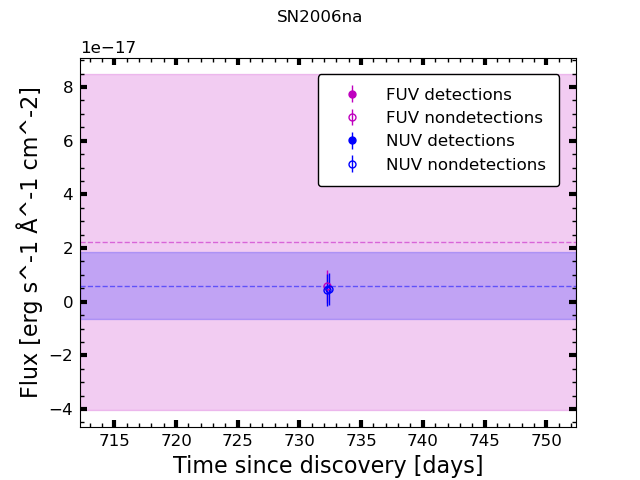 SN2006na
1e−17
8
6
4
2
0
−2
−4
Flux [erg s^-1 Å^-1 cm^-2]
FUV detections
FUV nondetections
NUV detections
NUV nondetections
715 720 725 730 735 740 745 750
Time since discovery [days]